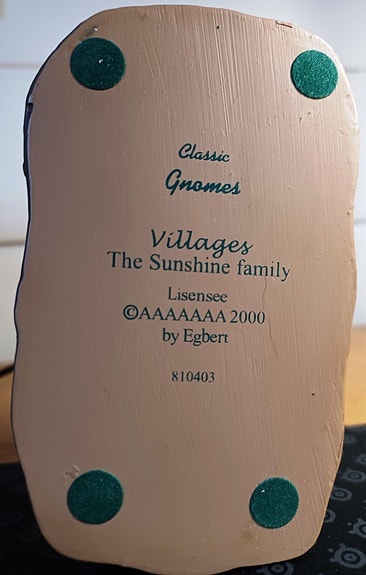 Classic
Gnomes
Villages
The Sunshine family
Lisensee
©AAAAAAA 2000
by Egbert
810403